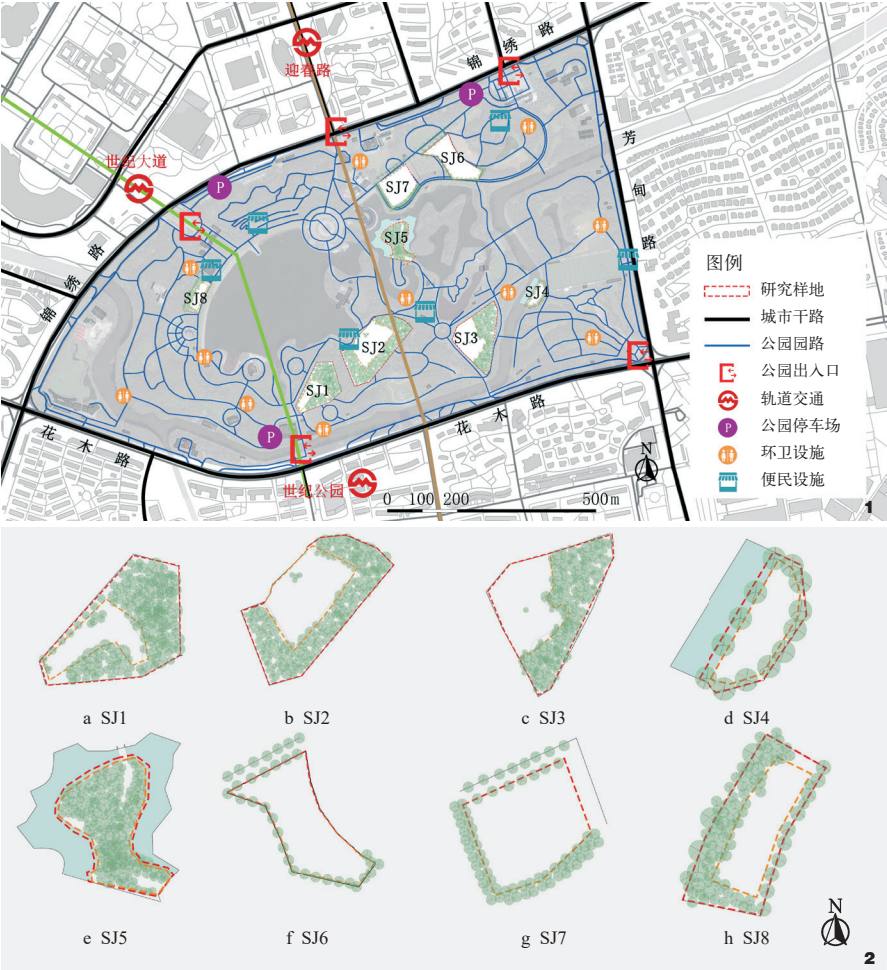 迎春路
锦绣路
P
世纪大道
P
芳甸路
SJ6
SJ7
SJ5
锦绣路
SJ8
SJ4
SJ3
SJ2
SJ1
花木路
花木路
P
世纪公园
图例
研究样地
城市干路
公园园路
公园出入口
轨道交通
P 公园停车场
环卫设施
便民设施
N
0 100 200 500m
1
a SJ1
b SJ2
c SJ3
d SJ4
e SJ5
f SJ6
g SJ7
h SJ8
N
2